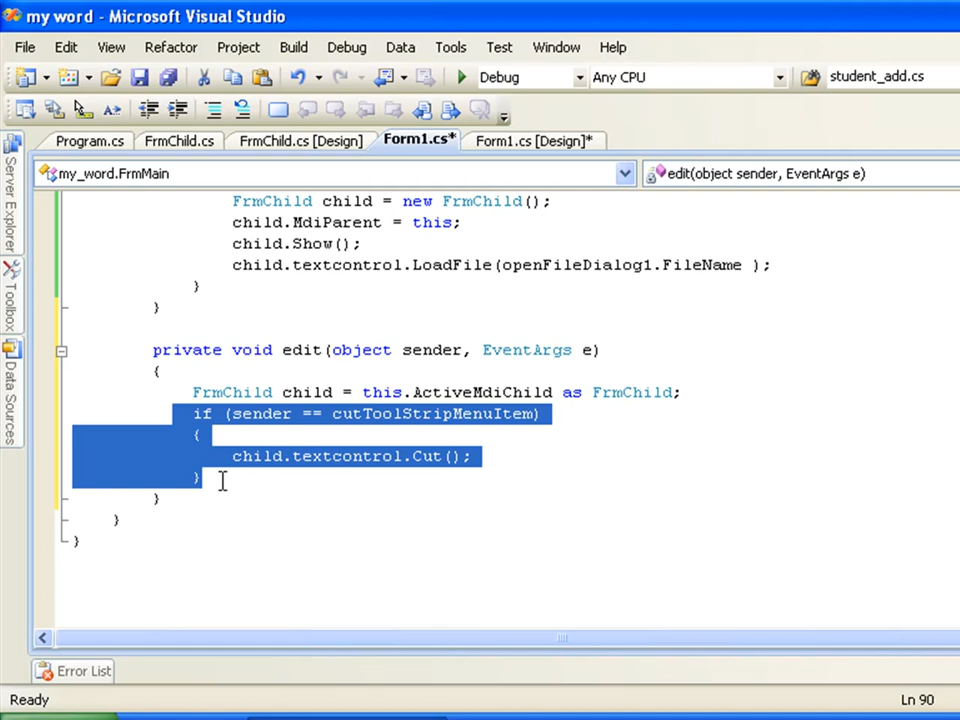 my word - Microsoft Visual Studio
File Edit View Refactor Project Build Debug Data Tools Test Window Help
Debug Any CPU student_add.cs
Program.cs FrmChild.cs FrmChild.cs [Design] Form1.cs* Form1.cs [Design]*
my_word.FrmMain edit(object sender, EventArgs e)
Server Explorer
Toolbox
Data Sources
FrmChild child = new FrmChild();
child.MdiParent = this;
child.Show();
child.textcontrol.LoadFile(openFileDialog1.FileName );
}
}
private void edit(object sender, EventArgs e)
{
FrmChild child = this.ActiveMdiChild as FrmChild;
if (sender == cutToolStripMenuItem)
{
child.textcontrol.Cut();
}
}
}
}
Error List
Ready Ln 90